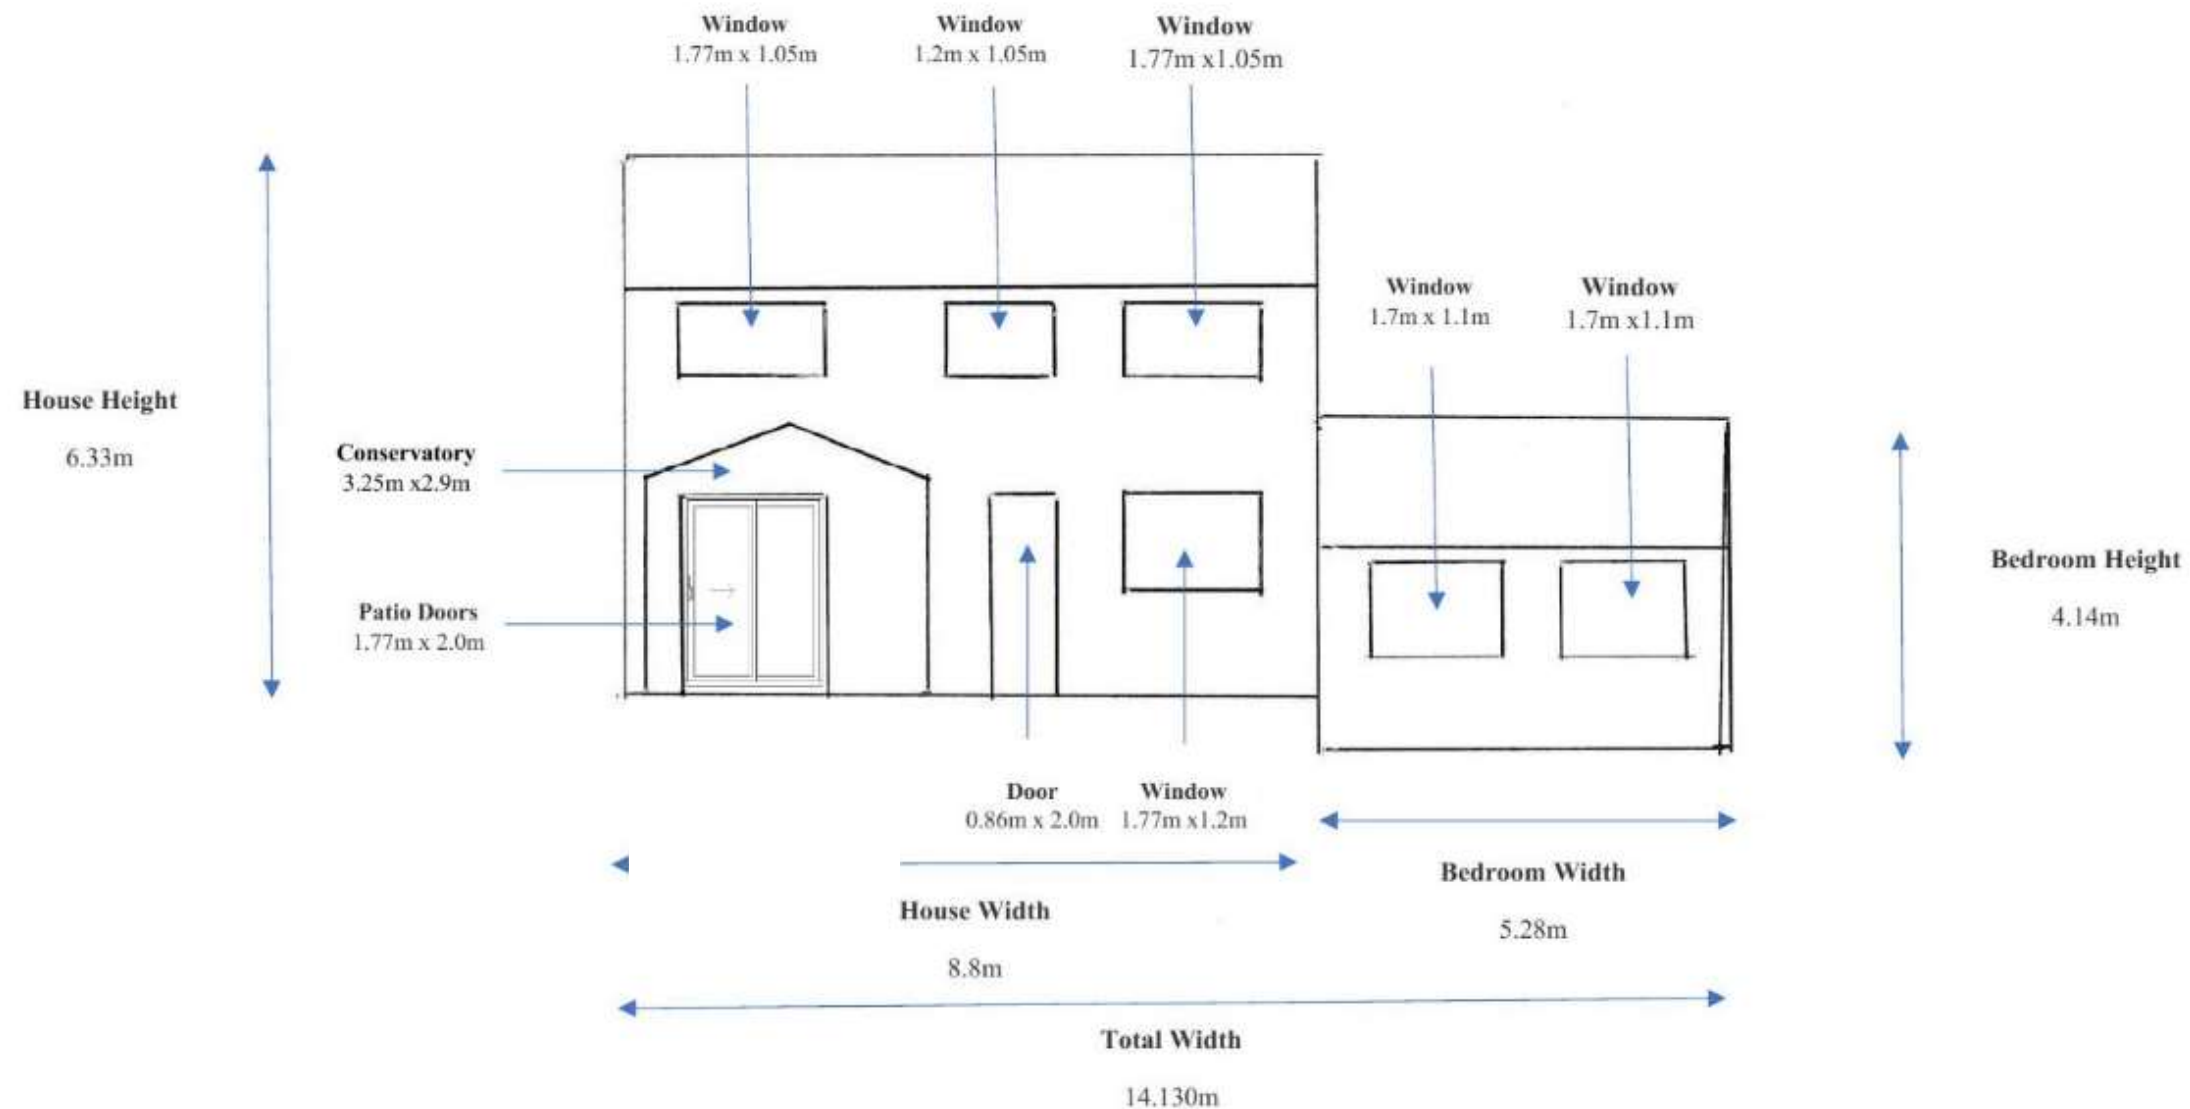 Window
1.77m x 1.05m
Window
1.2m x 1.05m
Window
1.77m x1.05m
Window
1.7m x 1.1m
Window
1.7m x1.1m
House Height
6.33m
Conservatory
3.25m x2.9m
Patio Doors
1.77m x 2.0m
Bedroom Height
4.14m
Door
0.86m x 2.0m
Window
1.77m x1.2m
Bedroom Width
5.28m
House Width
8.8m
Total Width
14.130m